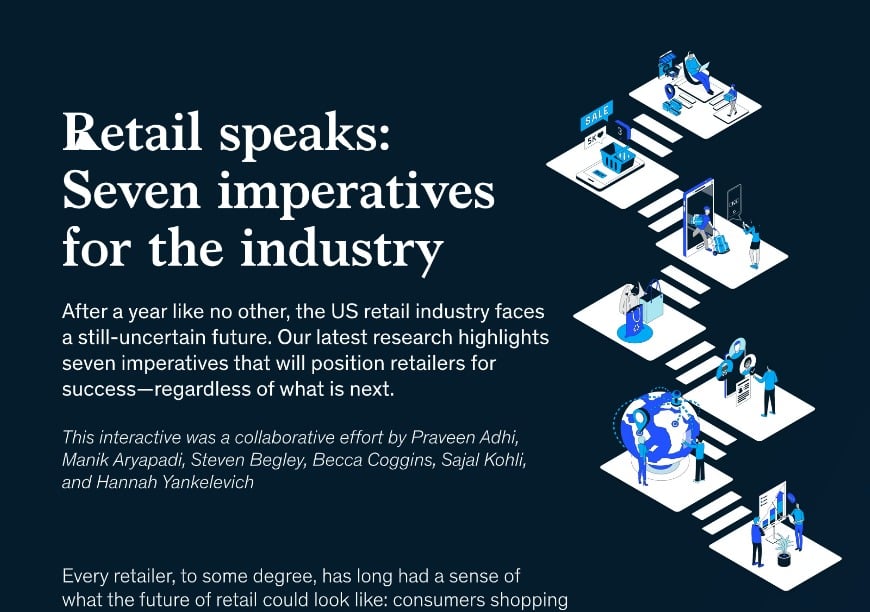 Retail speaks:
Seven imperatives
for the industry
After a year like no other, the US retail industry faces
a still-uncertain future. Our latest research highlights
seven imperatives that will position retailers for
success—regardless of what is next.
This interactive was a collaborative effort by Praveen Adhi,
Manik Aryapadi, Steven Begley, Becca Coggins, Sajal Kohli,
and Hannah Yankelevich
Every retailer, to some degree, has long had a sense of
what the future of retail could look like: consumers shopping
SALE
5K
3